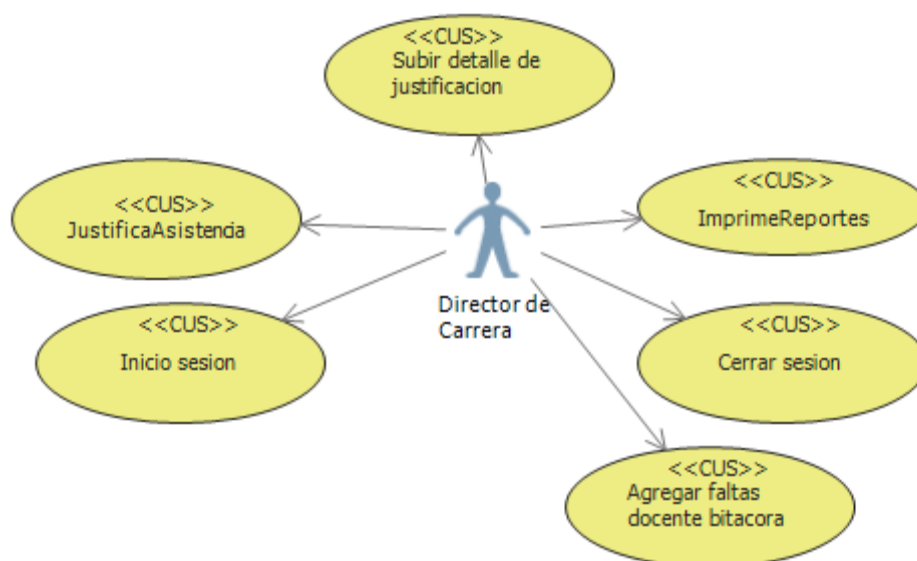 <<CUS>>
Subir detalle de
justificacion
<<CUS>>
JustificaAsistencia
<<CUS>>
ImprimeReportes
Director de
Carrera
<<CUS>>
Inicio sesion
<<CUS>>
Cerrar sesion
<<CUS>>
Agregar faltas
docente bitacora